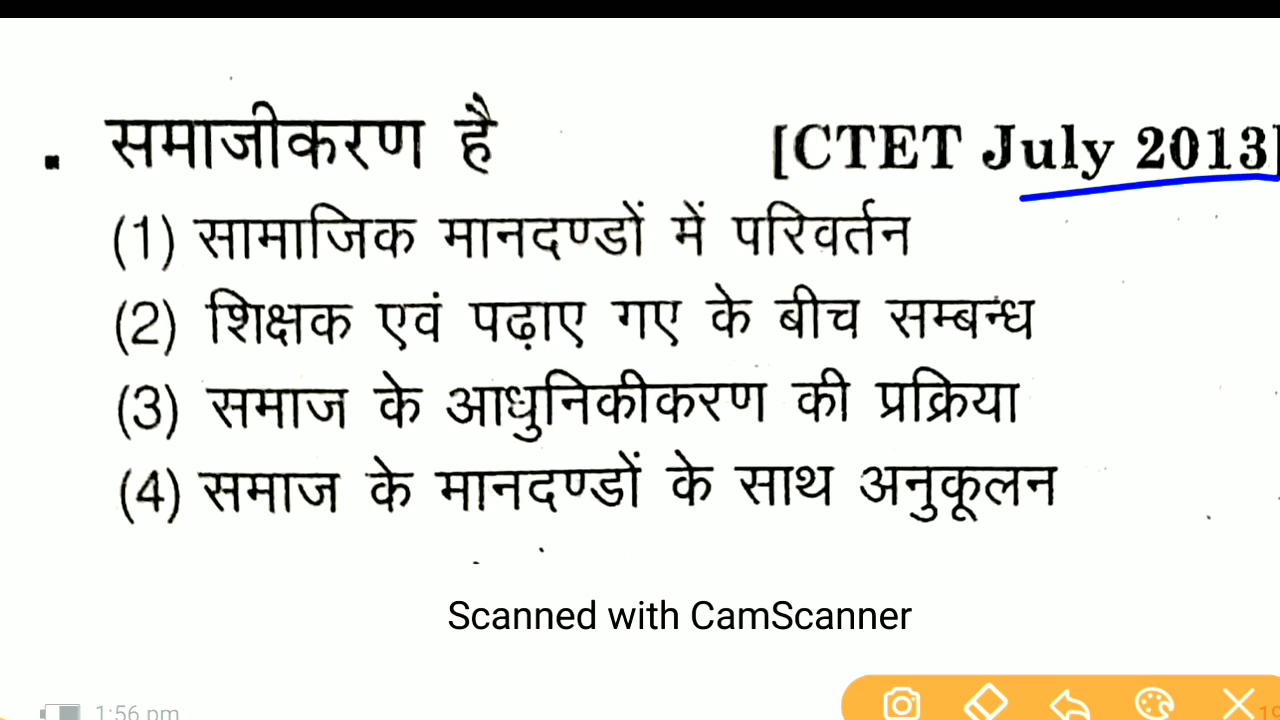 . समाजीकरण है [CTET July 2013]
(1) सामाजिक मानदण्डों में परिवर्तन
(2) शिक्षक एवं पढ़ाए गए के बीच सम्बन्ध
(3) समाज के आधुनिकीकरण की प्रक्रिया
(4) समाज के मानदण्डों के साथ अनुकूलन
Scanned with CamScanner
1:56 pm